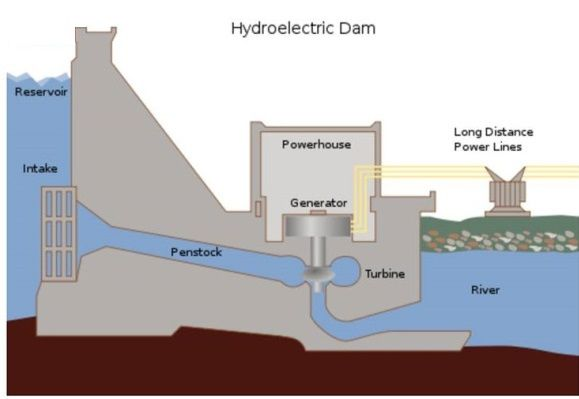 Hydroelectric Dam
Reservoir
Intake
Powerhouse
Long Distance
Power Lines
Generator
Penstock
Turbine
River